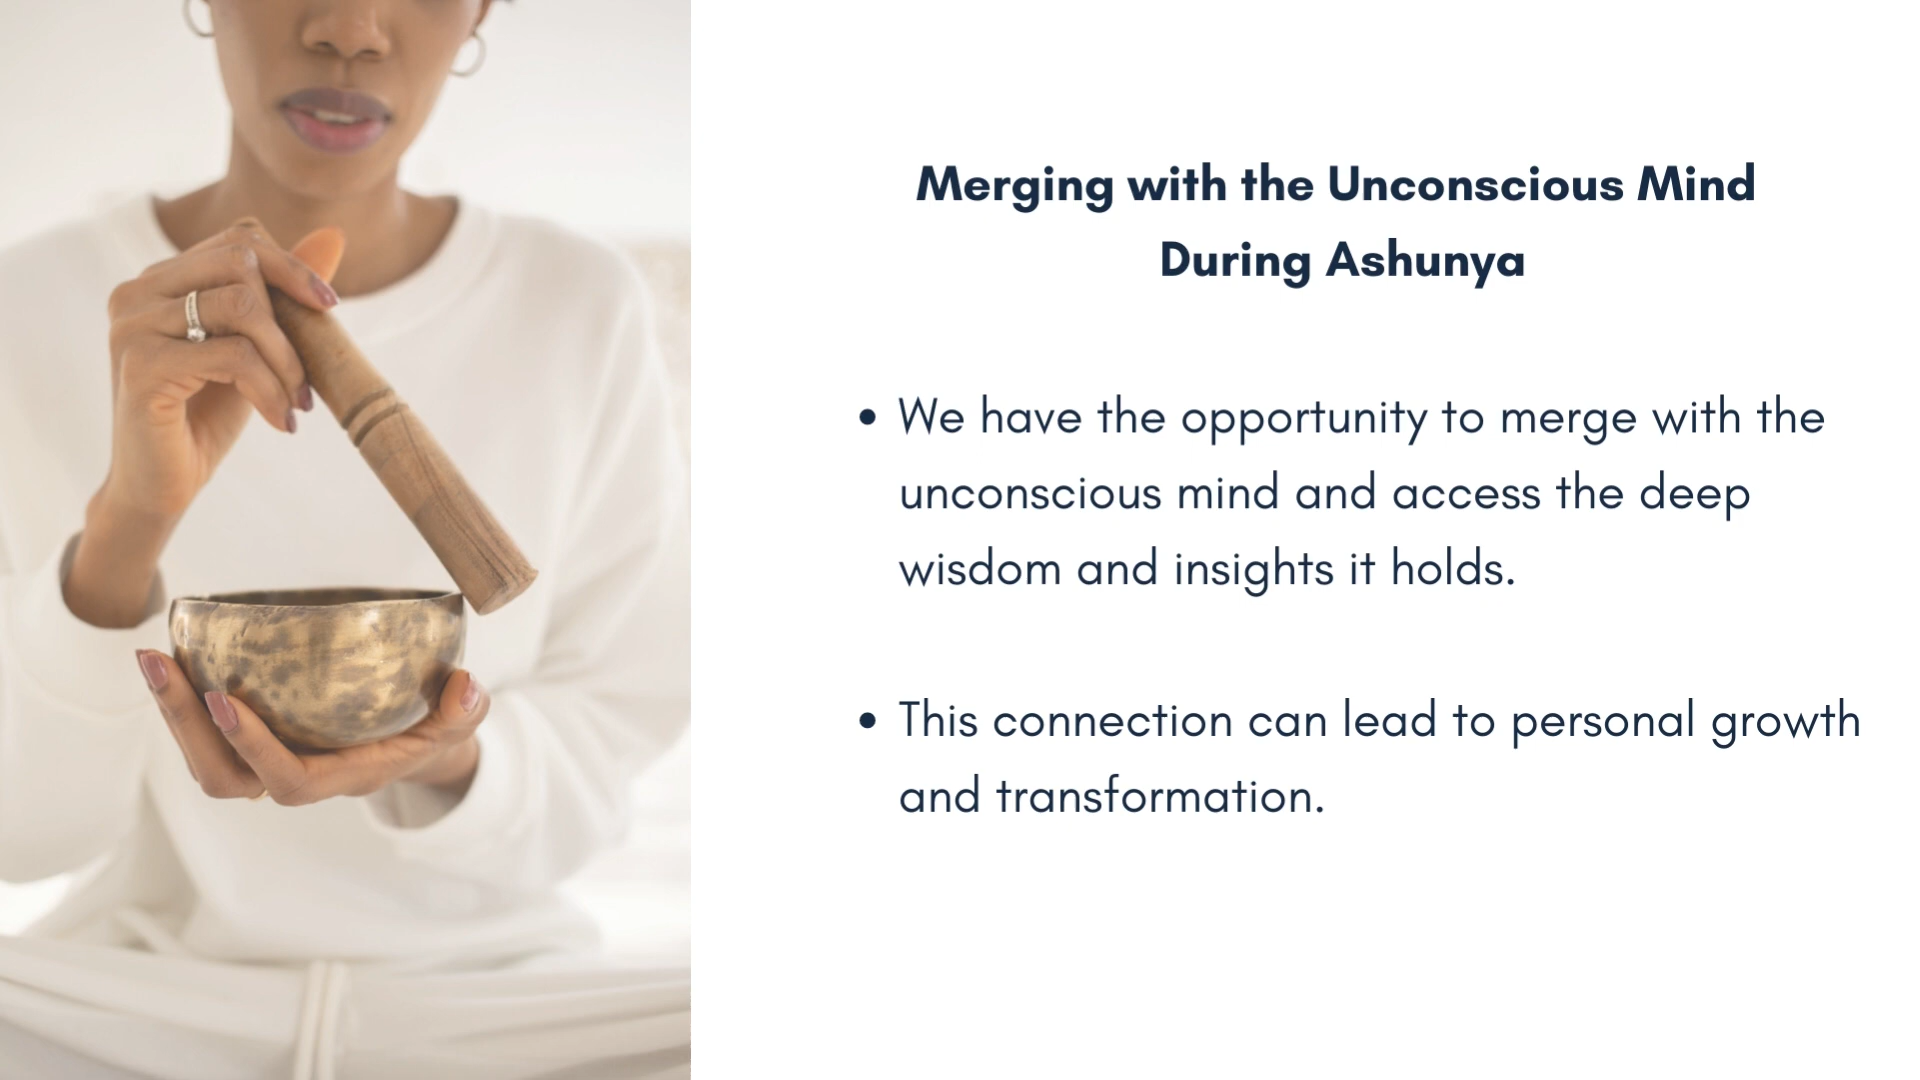 Merging with the Unconscious Mind
During Ashunya
• We have the opportunity to merge with the
unconscious mind and access the deep
wisdom and insights it holds.
• This connection can lead to personal growth
and transformation.